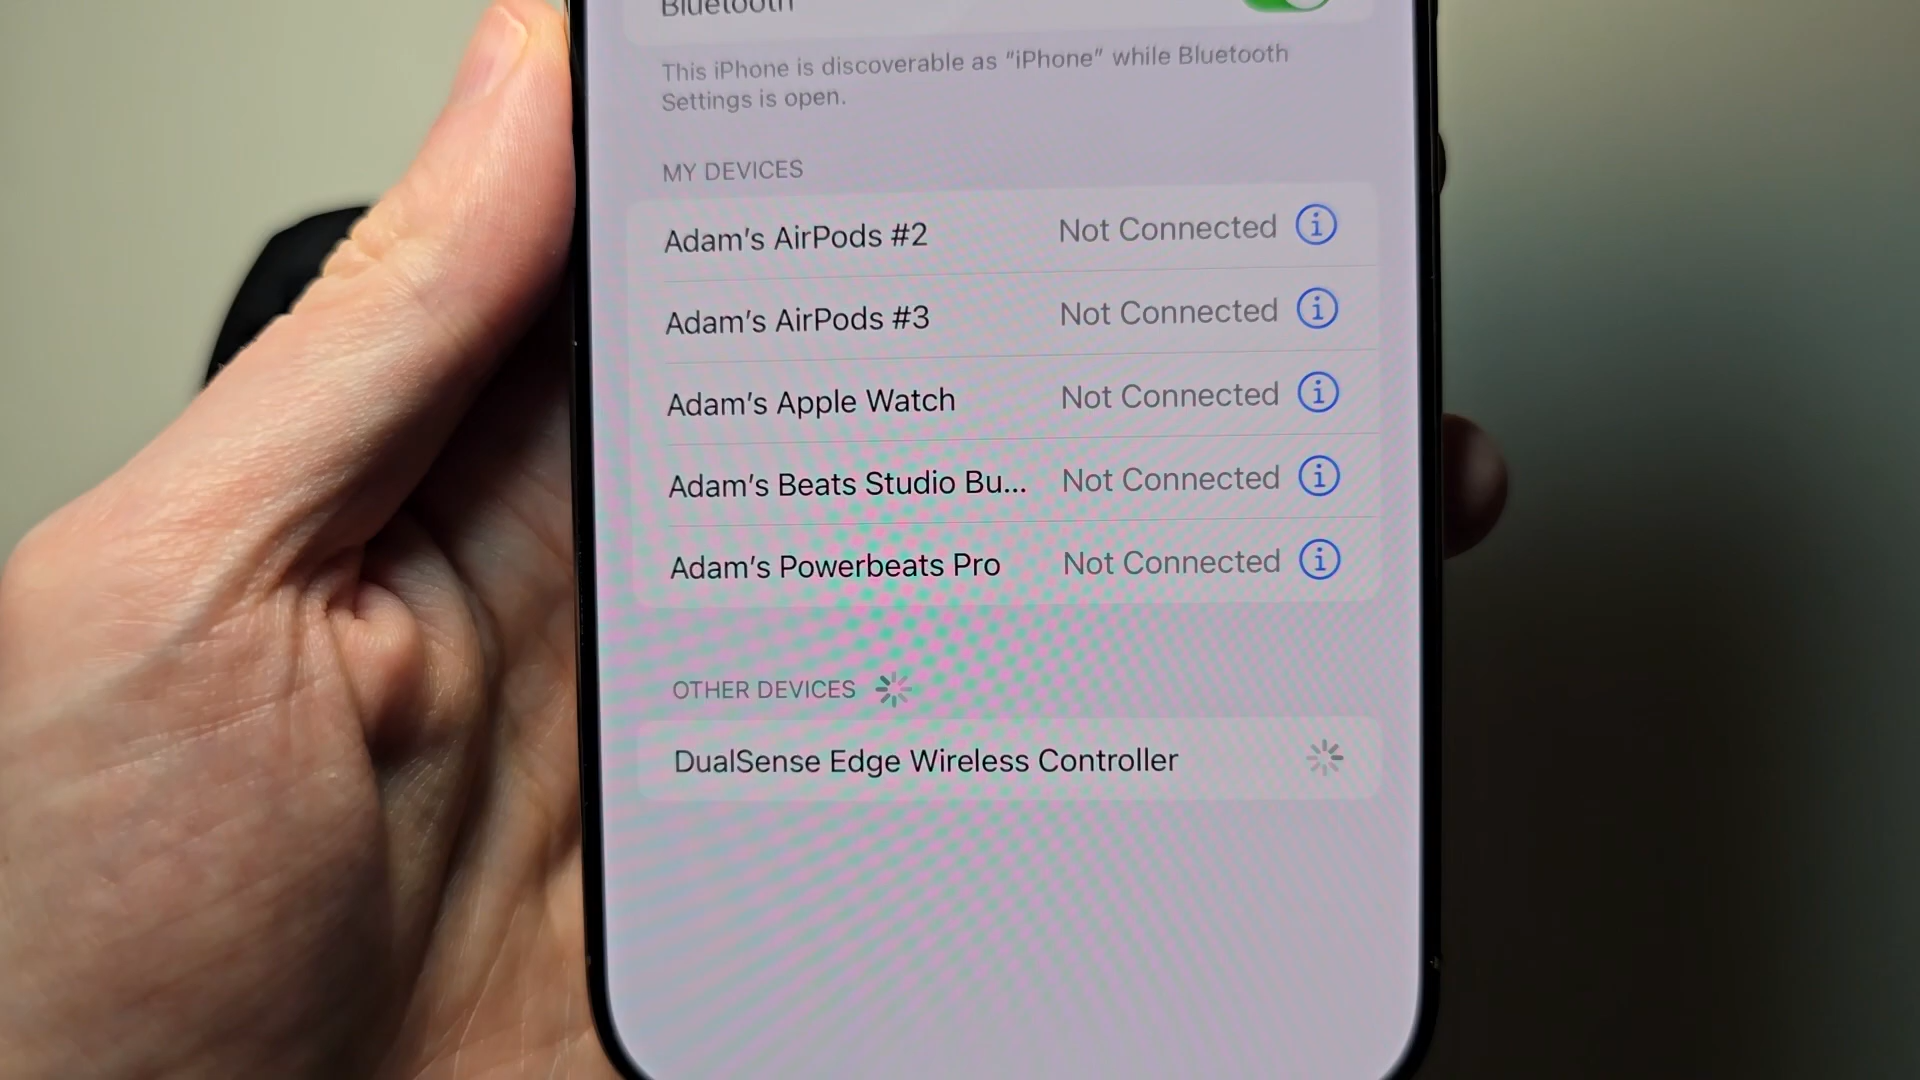 Bluetooth
This iPhone is discoverable as “iPhone” while Bluetooth
Settings is open.
MY DEVICES
Adam’s AirPods #2 Not Connected
Adam’s AirPods #3 Not Connected
Adam’s Apple Watch Not Connected
Adam’s Beats Studio Bu... Not Connected
Adam’s Powerbeats Pro Not Connected
OTHER DEVICES
DualSense Edge Wireless Controller